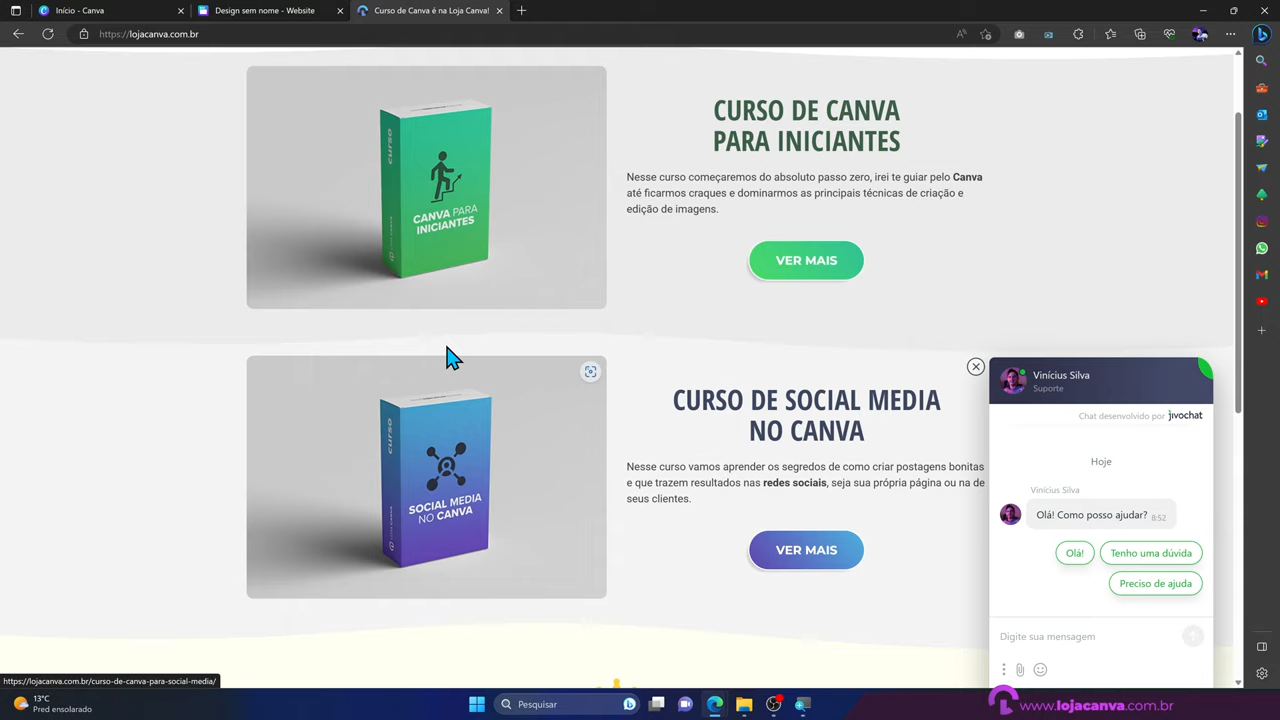 Início - Canva
Design sem nome - Website
Curso de Canva é na Loja Canva!
https://lojacanva.com.br
CURSO
CANVA PARA
INICIANTES
CURSO DE CANVA
PARA INICIANTES
Nesse curso começaremos do absoluto passo zero, irei te guiar pelo Canva
até ficarmos craques e dominarmos as principais técnicas de criação e
edição de imagens.
VER MAIS
CURSO
SOCIAL MEDIA
NO CANVA
CURSO DE SOCIAL MEDIA
NO CANVA
Nesse curso vamos aprender os segredos de como criar postagens bonitas
e que trazem resultados nas redes sociais, seja sua própria página ou na de
seus clientes.
VER MAIS
Vinícius Silva
Suporte
Chat desenvolvido por jivochat
Hoje
Vinícius Silva
Olá! Como posso ajudar? 8:52
Olá!
Tenho uma dúvida
Preciso de ajuda
Digite sua mensagem
https://lojacanva.com.br/curso-de-canva-para-social-media/
13°C
Pred ensolarado
Pesquisar
www.lojacanva.com.br